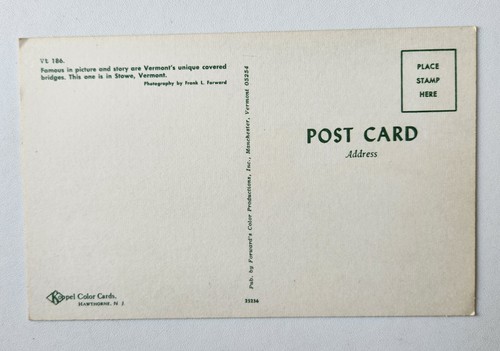 Vt. 186.
Famous in picture and story are Vermont's unique covered
bridges. This one is in Stowe, Vermont.
Photography by Frank L. Forward
PLACE
STAMP
HERE
POST CARD
Address
Pub. by Forward's Color Productions, Inc., Manchester, Vermont 05254
Koppel Color Cards.
HAWTHORNE, N J